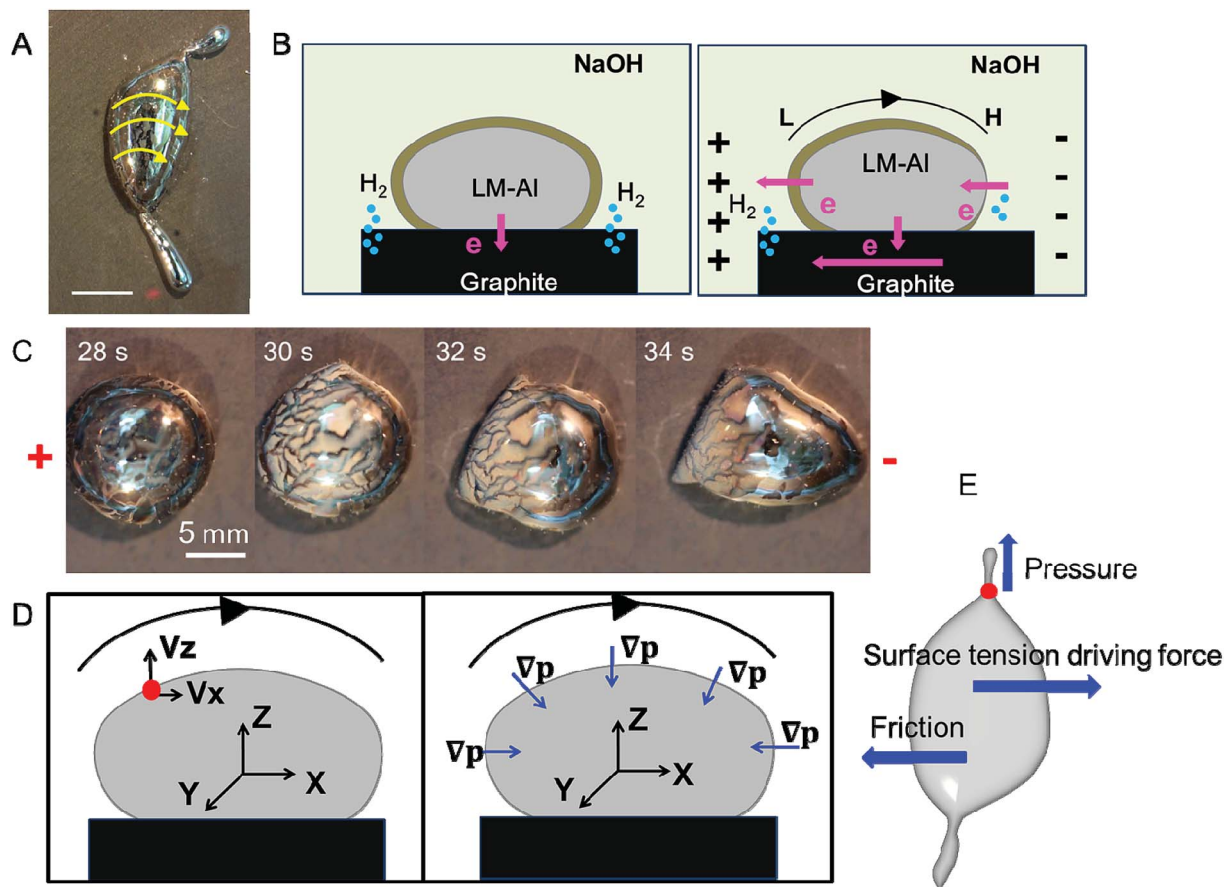 A
B
NaOH
H₂
LM-Al
H₂
e
Graphite
NaOH
L
H
+
+
+
+
-
-
-
-
LM-Al
e
e
H₂
e
Graphite
C
28 s
30 s
32 s
34 s
+
-
5 mm
D
Vz
Vx
Z
Y
X
∇p
∇p
∇p
∇p
∇p
Z
Y
X
E
Pressure
Surface tension driving force
Friction